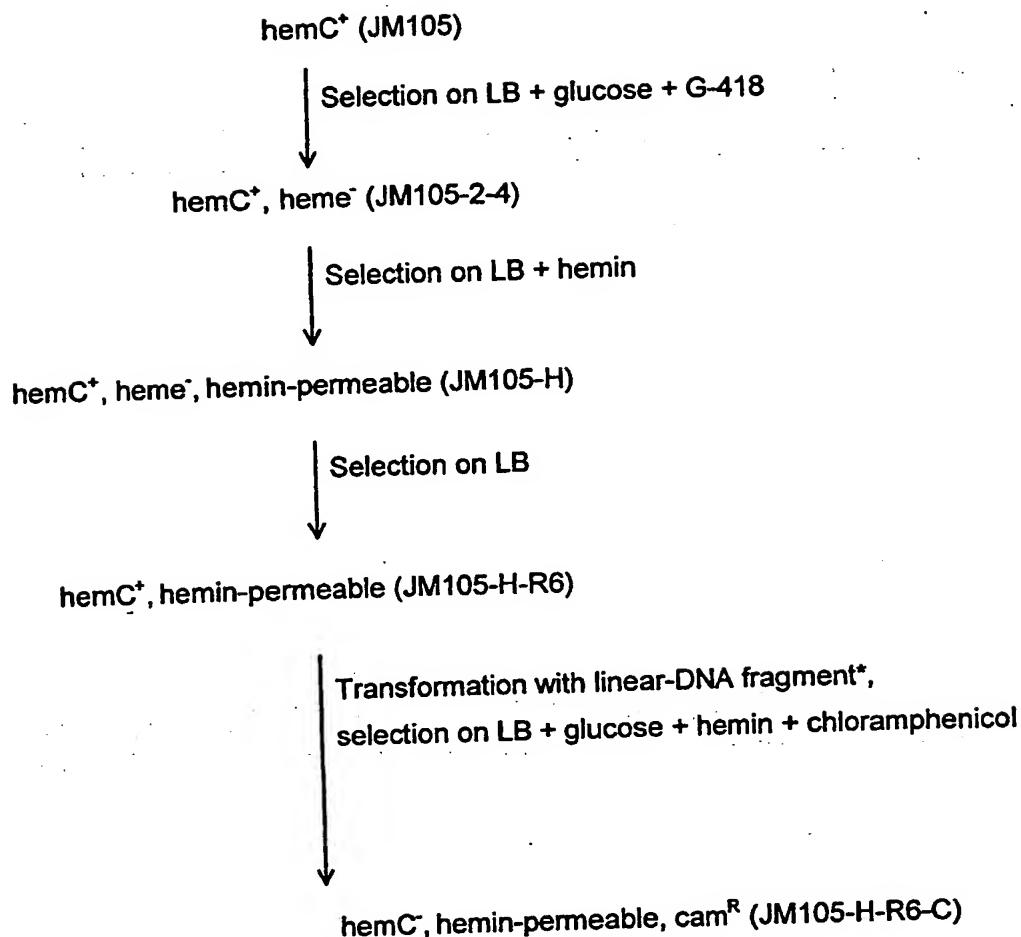 hemC⁺ (JM105)
Selection on LB + glucose + G-418
hemC⁺, heme⁻ (JM105-2-4)
Selection on LB + hemin
hemC⁺, heme⁻, hemin-permeable (JM105-H)
Selection on LB
hemC⁺, hemin-permeable (JM105-H-R6)
Transformation with linear-DNA fragment*,
selection on LB + glucose + hemin + chloramphenicol
hemC⁻, hemin-permeable, camᴿ (JM105-H-R6-C)